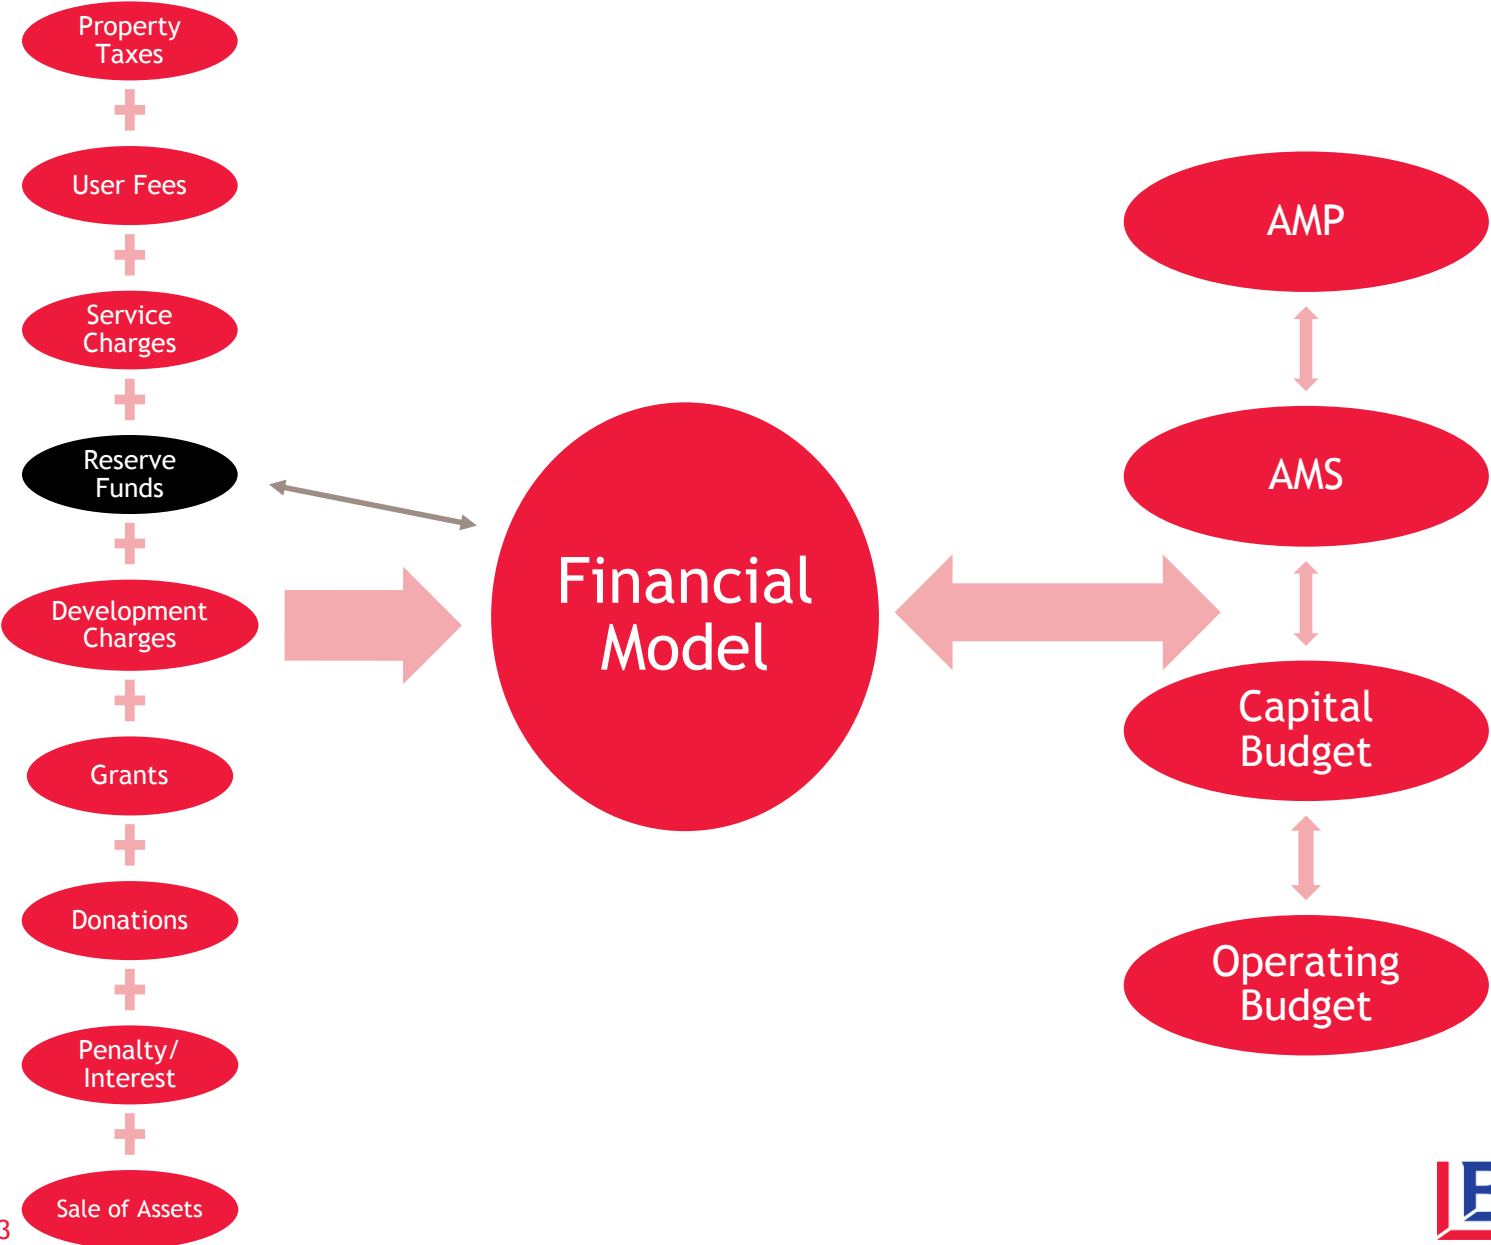 Property
Taxes
User Fees
Service
Charges
Reserve
Funds
Development
Charges
Grants
Donations
Penalty/
Interest
Sale of Assets
Financial
Model
AMP
AMS
Capital
Budget
Operating
Budget
3